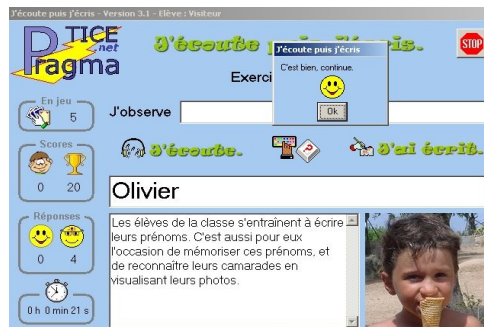 J'écoute puis j'écris - Version 3.1 - Elève : Visiteur
PragmaTICE
net
J'écoute puis j'écris.
STOP
J'écoute puis j'écris
C'est bien, continue.
Ok
Exerci
En jeu
5
J'observe
Scores
0 20
J'écoute.
J'ai écrit.
Olivier
Réponses
0 4
Les élèves de la classe s'entraînent à écrire
leurs prénoms. C'est aussi pour eux
l'occasion de mémoriser ces prénoms, et
de reconnaître leurs camarades en
visualisant leurs photos.
0 h 0 min 21 s